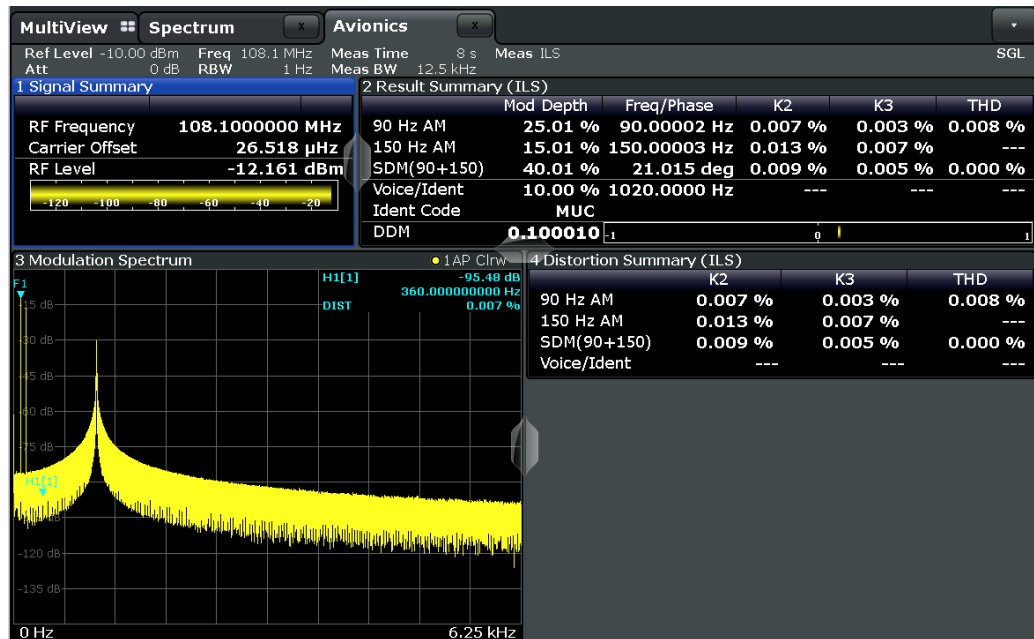 MultiView Spectrum x Avionics x
Ref Level -10.00 dBm Freq 108.1 MHz Meas Time 8 s Meas ILS SGL
Att 0 dB RBW 1 Hz Meas BW 12.5 kHz
1 Signal Summary
RF Frequency 108.1000000 MHz
Carrier Offset 26.518 µHz
RF Level -12.161 dBm
-120 -100 -80 -60 -40 -20
2 Result Summary (ILS)
Mod Depth Freq/Phase K2 K3 THD
90 Hz AM 25.01 % 90.00002 Hz 0.007 % 0.003 % 0.008 %
150 Hz AM 15.01 % 150.00003 Hz 0.013 % 0.007 % ---
SDM(90+150) 40.01 % 21.015 deg 0.009 % 0.005 % 0.000 %
Voice/Ident 10.00 % 1020.0000 Hz --- --- ---
Ident Code MUC
DDM 0.100010 -1 0 1
3 Modulation Spectrum 1AP Clrw
F1 H1[1] -95.48 dB
360.000000000 Hz
DIST 0.007 %
-15 dB
-30 dB
-45 dB
-60 dB
-75 dB
H1[1]
-120 dB
-135 dB
0 Hz 6.25 kHz
4 Distortion Summary (ILS)
K2 K3 THD
90 Hz AM 0.007 % 0.003 % 0.008 %
150 Hz AM 0.013 % 0.007 % ---
SDM(90+150) 0.009 % 0.005 % 0.000 %
Voice/Ident --- --- ---